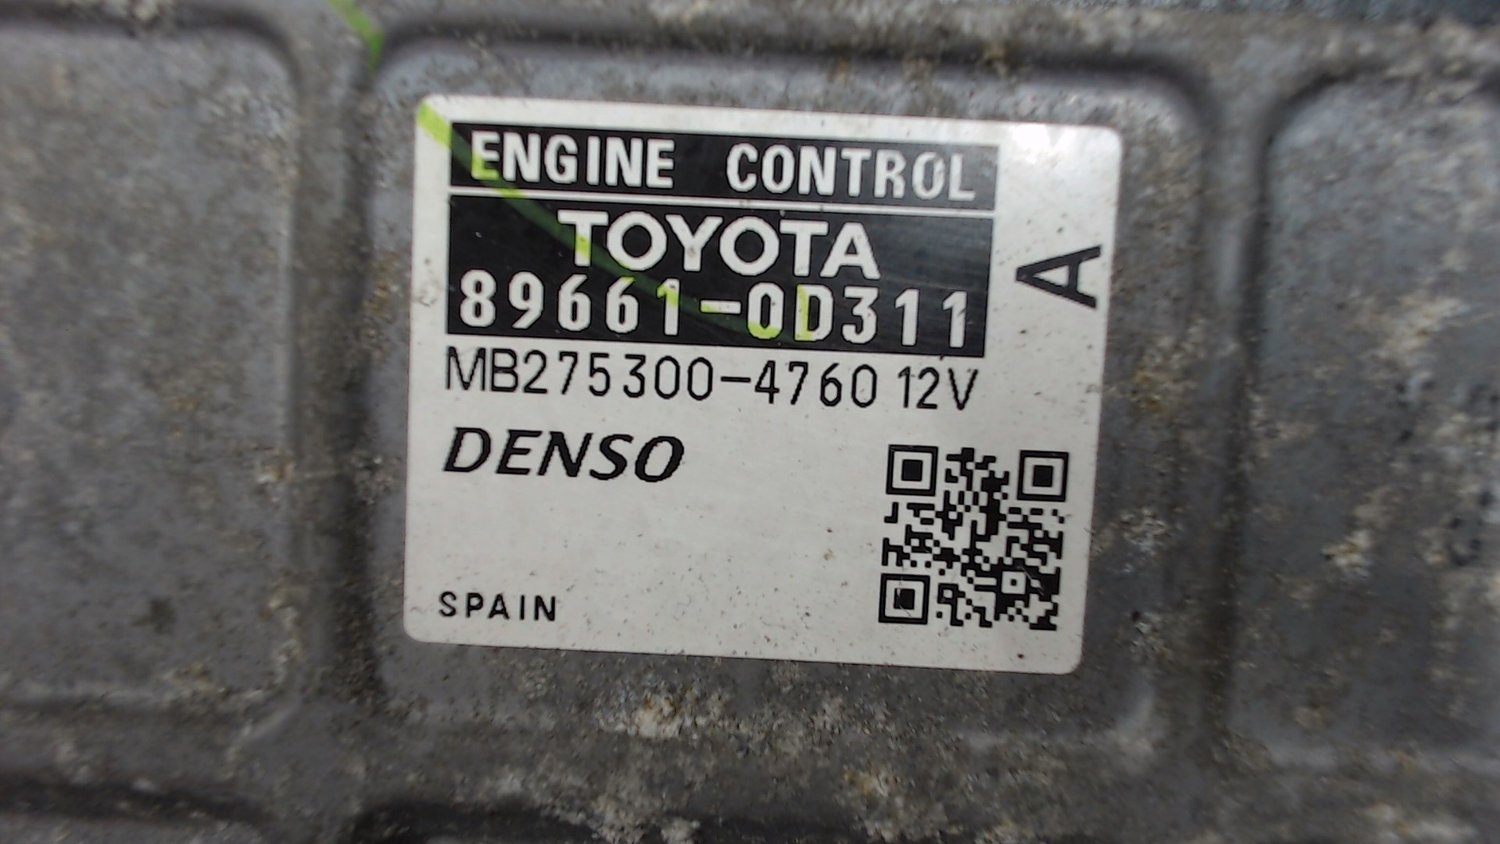 ENGINE CONTROL
TOYOTA
89661-0D311
A
MB275300-4760 12V
DENSO
SPAIN